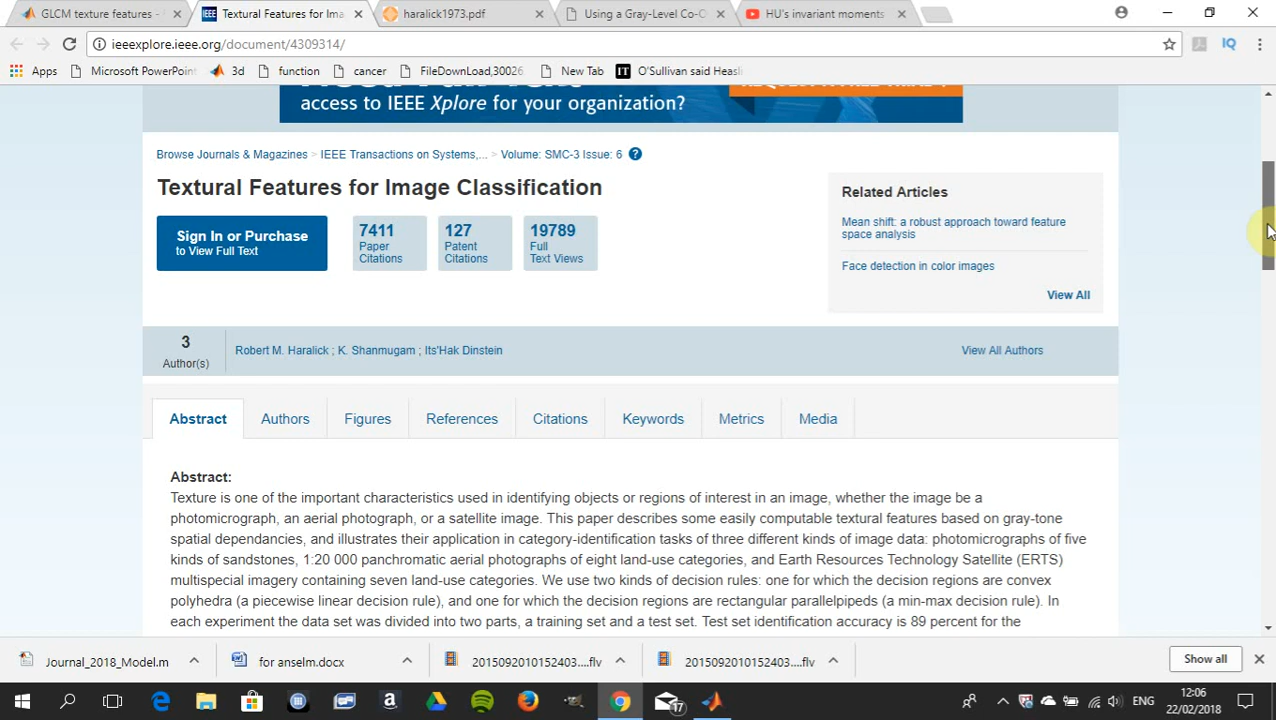 GLCM texture features -
Textural Features for Ima
haralick1973.pdf
Using a Gray-Level Co-O
HU's invariant moments
ieeexplore.ieee.org/document/4309314/
Apps
Microsoft PowerPoint
3d
function
cancer
FileDownLoad,30026
New Tab
IT
O'Sullivan said Heasli
access to IEEE Xplore for your organization?
Browse Journals & Magazines > IEEE Transactions on Systems,... > Volume: SMC-3 Issue: 6 ?
Textural Features for Image Classification
Sign In or Purchase
to View Full Text
7411
Paper
Citations
127
Patent
Citations
19789
Full
Text Views
Related Articles
Mean shift: a robust approach toward feature
space analysis
Face detection in color images
View All
3
Author(s)
Robert M. Haralick ; K. Shanmugam ; Its'Hak Dinstein
View All Authors
Abstract
Authors
Figures
References
Citations
Keywords
Metrics
Media
Abstract:
Texture is one of the important characteristics used in identifying objects or regions of interest in an image, whether the image be a
photomicrograph, an aerial photograph, or a satellite image. This paper describes some easily computable textural features based on gray-tone
spatial dependancies, and illustrates their application in category-identification tasks of three different kinds of image data: photomicrographs of five
kinds of sandstones, 1:20 000 panchromatic aerial photographs of eight land-use categories, and Earth Resources Technology Satellite (ERTS)
multispecial imagery containing seven land-use categories. We use two kinds of decision rules: one for which the decision regions are convex
polyhedra (a piecewise linear decision rule), and one for which the decision regions are rectangular parallelpipeds (a min-max decision rule). In
each experiment the data set was divided into two parts, a training set and a test set. Test set identification accuracy is 89 percent for the
Journal_2018_Model.m
for anselm.docx
2015092010152403....flv
2015092010152403....flv
Show all
17
ENG
12:06
22/02/2018